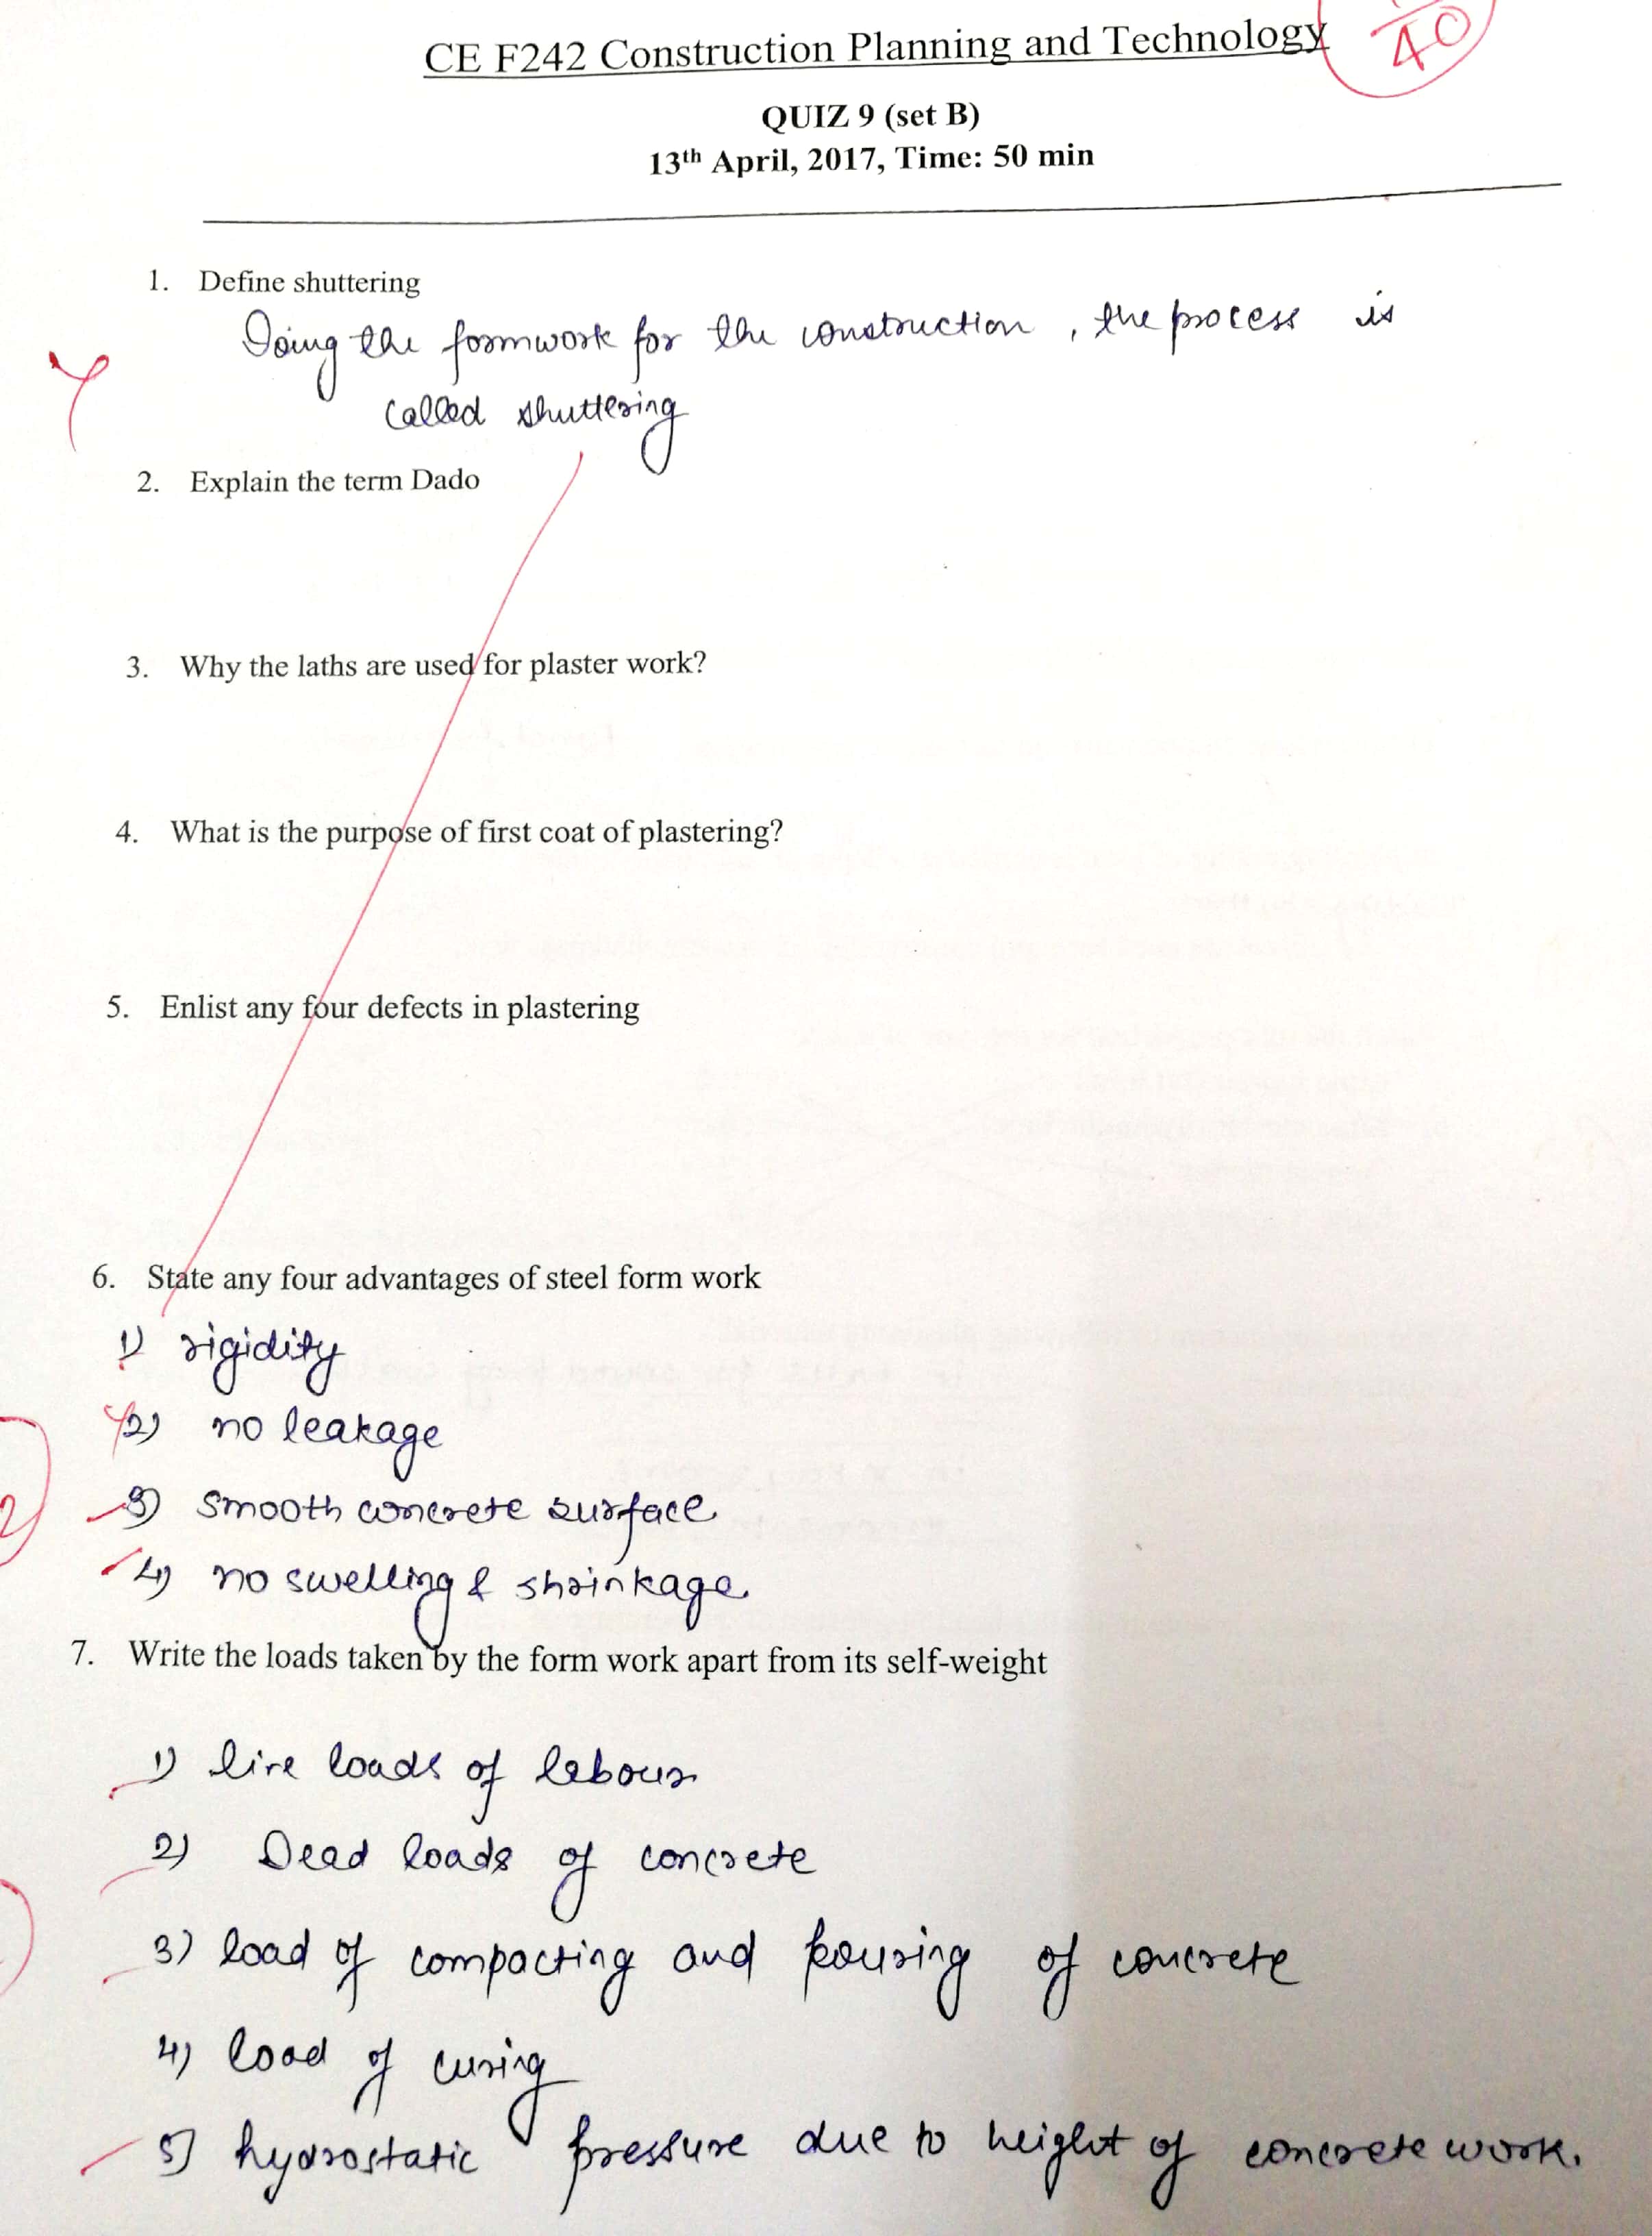 CE F242 Construction Planning and Technology
40
QUIZ 9 (set B)
13th April, 2017, Time: 50 min
1. Define shuttering
Doing the formwork for the construction, the process is
called shuttering
2. Explain the term Dado
3. Why the laths are used for plaster work?
4. What is the purpose of first coat of plastering?
5. Enlist any four defects in plastering
6. State any four advantages of steel form work
1) rigidity
2) no leakage
3) smooth concrete surface
4) no swelling & shrinkage
2
7. Write the loads taken by the form work apart from its self-weight
1) live loads of labour
2) Dead loads of concrete
3) load of compacting and pouring of concrete
4) load of curing
5) hydrostatic pressure due to height of concrete work.